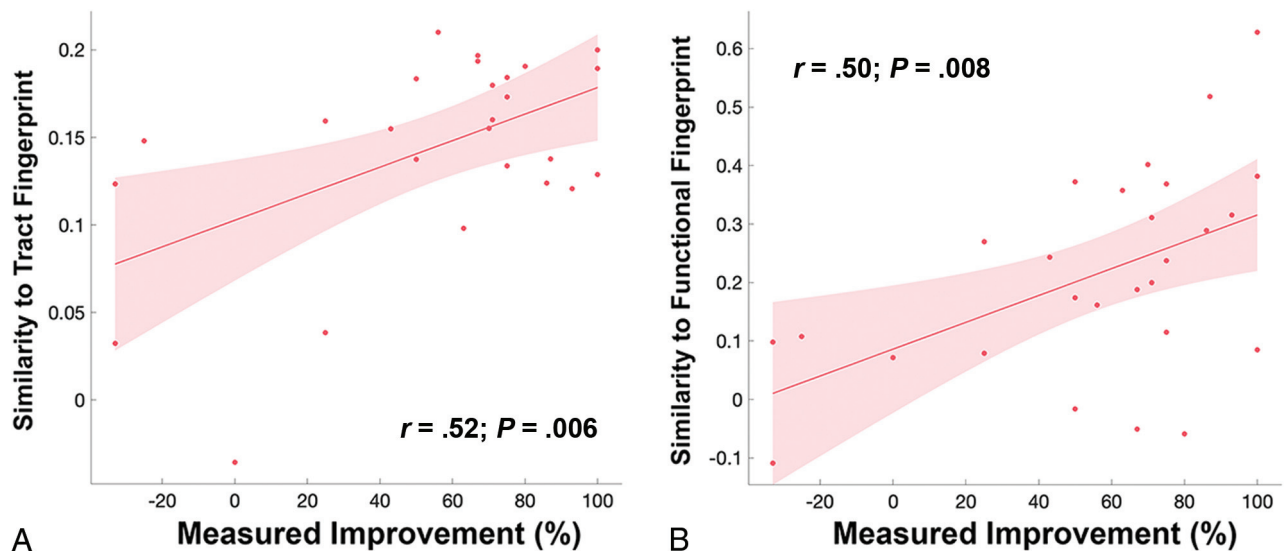 Similarity to Tract Fingerprint
0.2
0.15
0.1
0.05
0
r = .52; P = .006
-20 0 20 40 60 80 100
Measured Improvement (%)
A
Similarity to Functional Fingerprint
0.6
0.5
0.4
0.3
0.2
0.1
0
-0.1
r = .50; P = .008
-20 0 20 40 60 80 100
Measured Improvement (%)
B